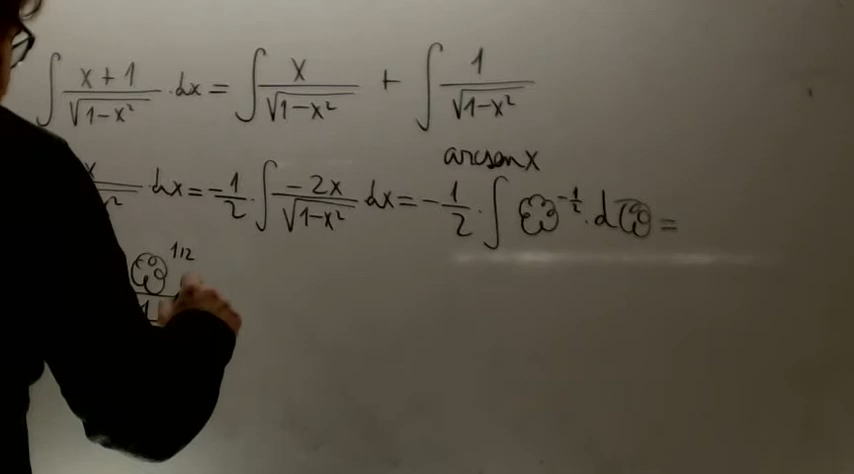 ∫ x+1 / √1-x² · dx = ∫ x / √1-x² + ∫ 1 / √1-x²
arcsen x
dx = -1/2 · ∫ -2x / √1-x² dx = -1/2 · ∫ ^-1/2 · d =
1/2